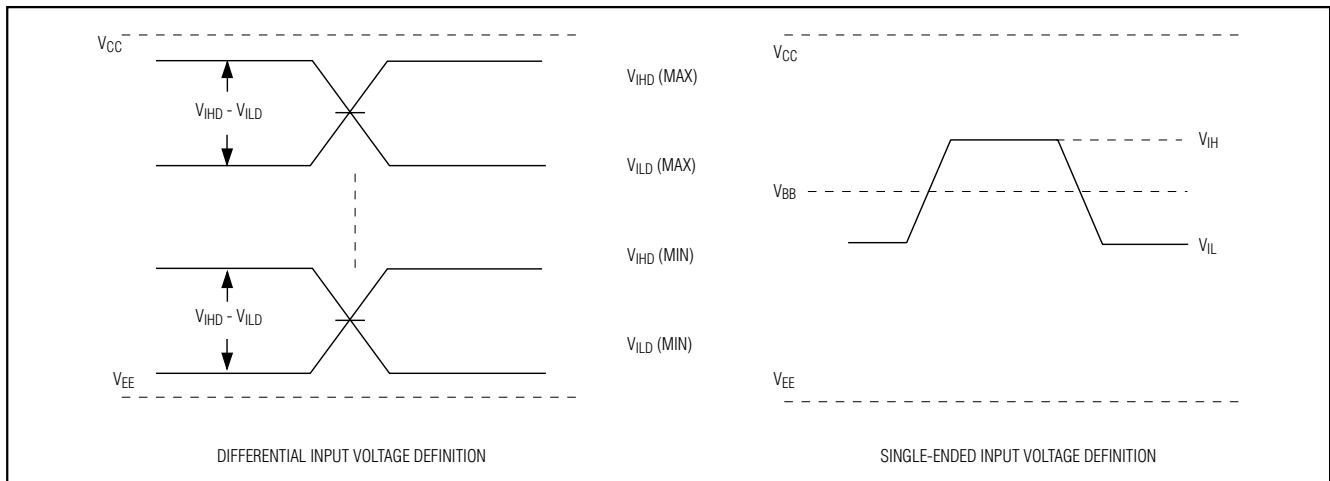 VCC
VIHD - VILD
VIHD (MAX)
VILD (MAX)
VIHD (MIN)
VIHD - VILD
VILD (MIN)
VEE
DIFFERENTIAL INPUT VOLTAGE DEFINITION
VCC
VIH
VBB
VIL
VEE
SINGLE-ENDED INPUT VOLTAGE DEFINITION